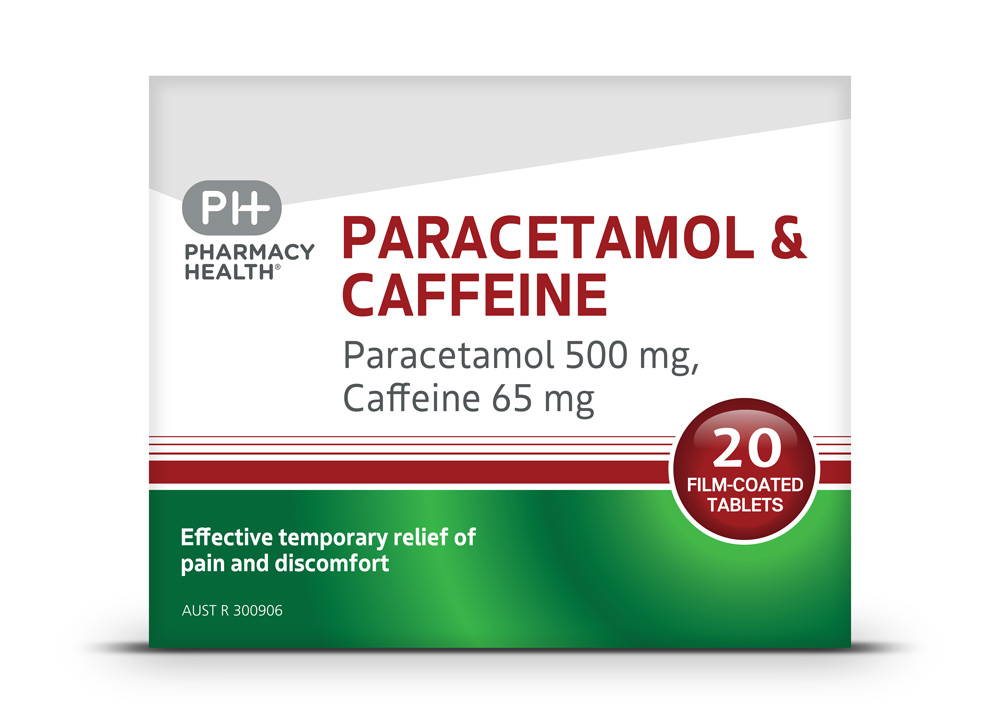 PH+
PHARMACY
HEALTH®
PARACETAMOL &
CAFFEINE
Paracetamol 500 mg,
Caffeine 65 mg
20
FILM-COATED
TABLETS
Effective temporary relief of
pain and discomfort
AUST R 300906